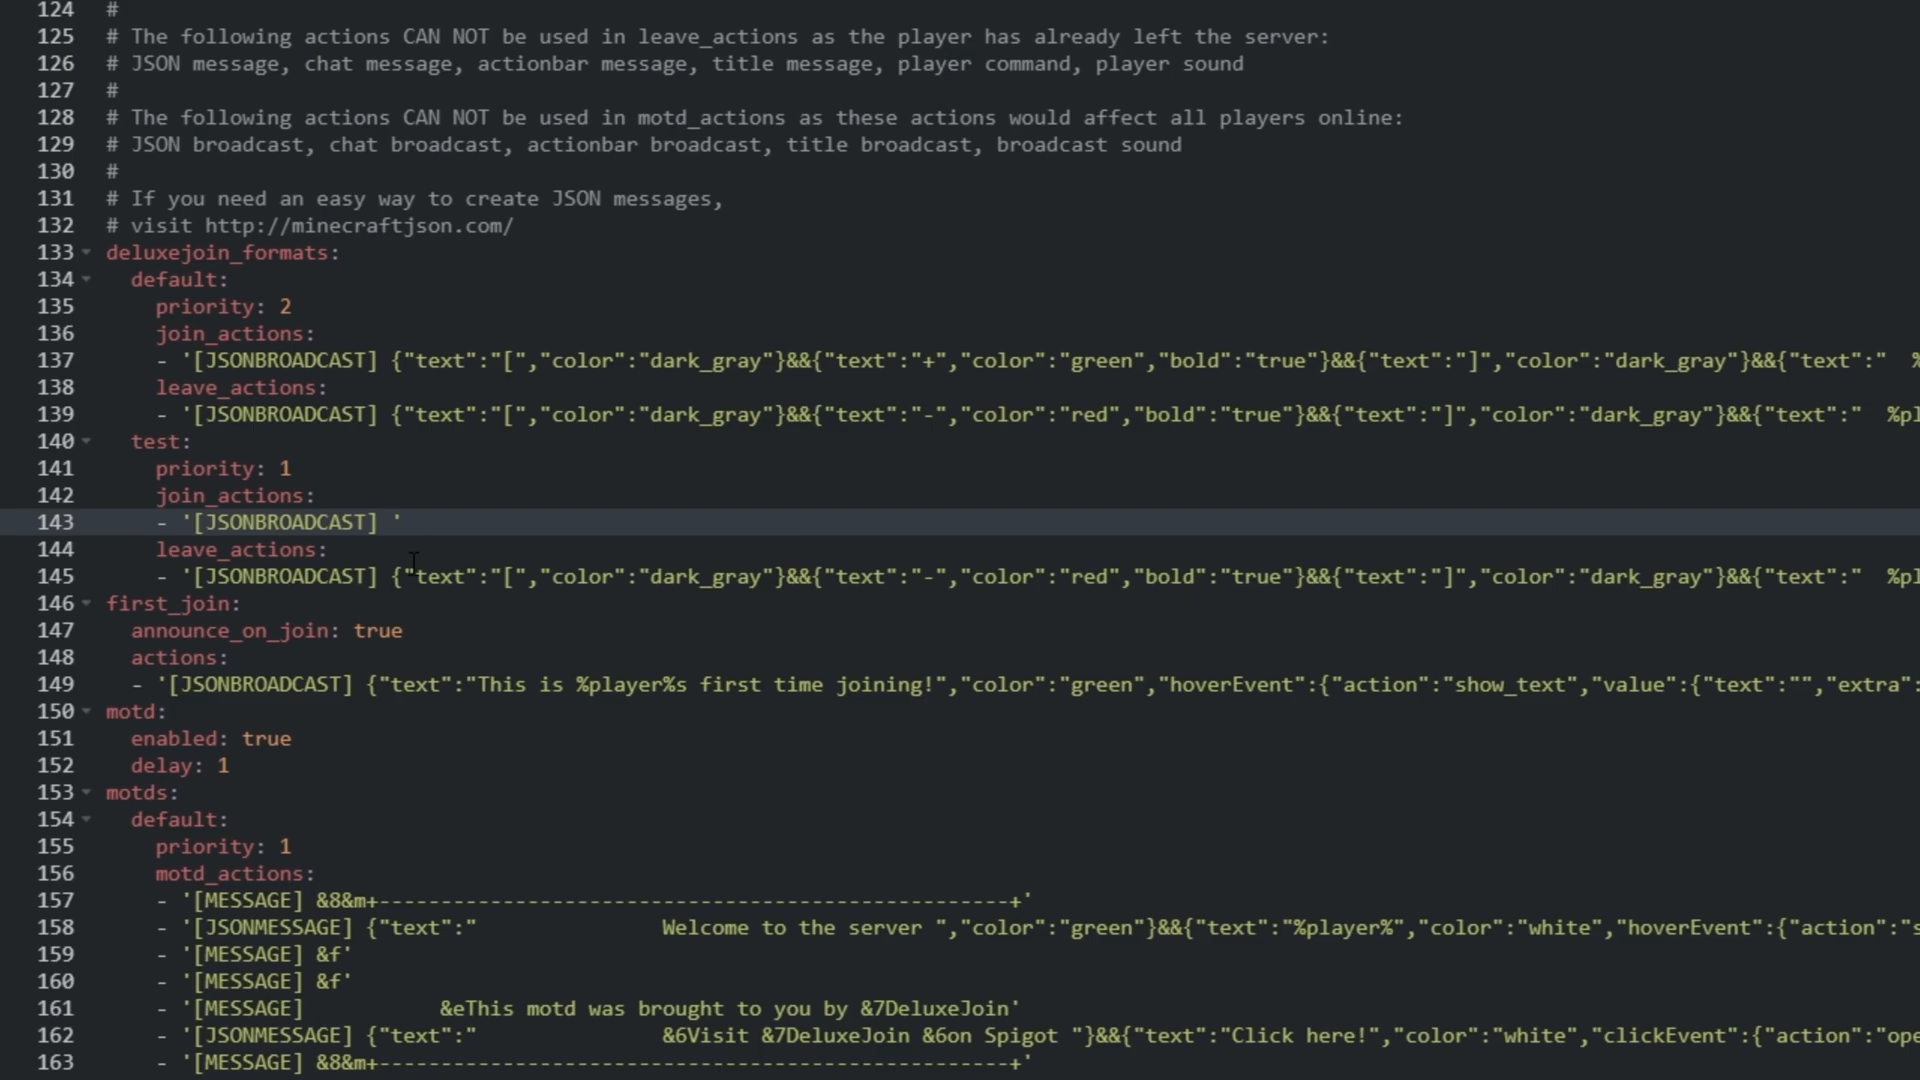 124 #
125 # The following actions CAN NOT be used in leave_actions as the player has already left the server:
126 # JSON message, chat message, actionbar message, title message, player command, player sound
127 #
128 # The following actions CAN NOT be used in motd_actions as these actions would affect all players online:
129 # JSON broadcast, chat broadcast, actionbar broadcast, title broadcast, broadcast sound
130 #
131 # If you need an easy way to create JSON messages,
132 # visit http://minecraftjson.com/
133 deluxejoin_formats:
134   default:
135     priority: 2
136     join_actions:
137     - '[JSONBROADCAST] {"text":"[","color":"dark_gray"}&&{"text":"+","color":"green","bold":"true"}&&{"text":"]","color":"dark_gray"}&&{"text":"  %
138     leave_actions:
139     - '[JSONBROADCAST] {"text":"[","color":"dark_gray"}&&{"text":"-","color":"red","bold":"true"}&&{"text":"]","color":"dark_gray"}&&{"text":"  %pl
140   test:
141     priority: 1
142     join_actions:
143     - '[JSONBROADCAST] '
144     leave_actions:
145     - '[JSONBROADCAST] {"text":"[","color":"dark_gray"}&&{"text":"-","color":"red","bold":"true"}&&{"text":"]","color":"dark_gray"}&&{"text":"  %pl
146 first_join:
147   announce_on_join: true
148   actions:
149   - '[JSONBROADCAST] {"text":"This is %player%s first time joining!","color":"green","hoverEvent":{"action":"show_text","value":{"text":"","extra":
150 motd:
151   enabled: true
152   delay: 1
153 motds:
154   default:
155     priority: 1
156     motd_actions:
157     - '[MESSAGE] &8&m+---------------------------------------------------+'
158     - '[JSONMESSAGE] {"text":"               Welcome to the server ","color":"green"}&&{"text":"%player%","color":"white","hoverEvent":{"action":"s
159     - '[MESSAGE] &f'
160     - '[MESSAGE] &f'
161     - '[MESSAGE]           &eThis motd was brought to you by &7DeluxeJoin'
162     - '[JSONMESSAGE] {"text":"               &6Visit &7DeluxeJoin &6on Spigot "}&&{"text":"Click here!","color":"white","clickEvent":{"action":"ope
163     - '[MESSAGE] &8&m+---------------------------------------------------+'